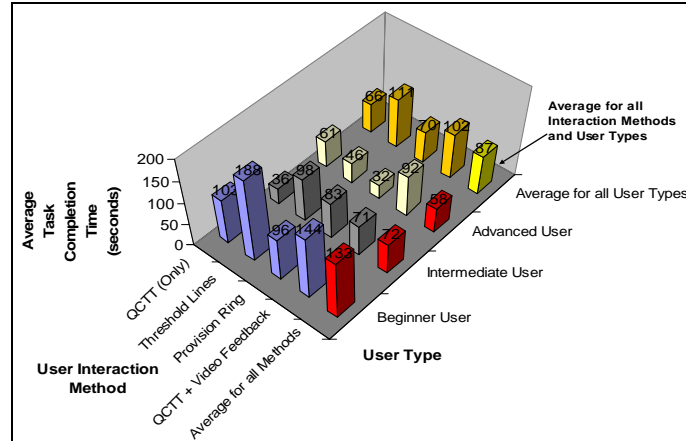 Average
Task
Completion
Time
(seconds)
200
150
100
50
0
66
111
70
102
87
61
46
32
92
58
36
98
83
71
72
102
188
96
144
133
Average for all
Interaction Methods
and User Types
Average for all User Types
Advanced User
Intermediate User
Beginner User
User Type
QCTT (Only)
Threshold Lines
Provision Ring
QCTT + Video Feedback
Average for all Methods
User Interaction
Method